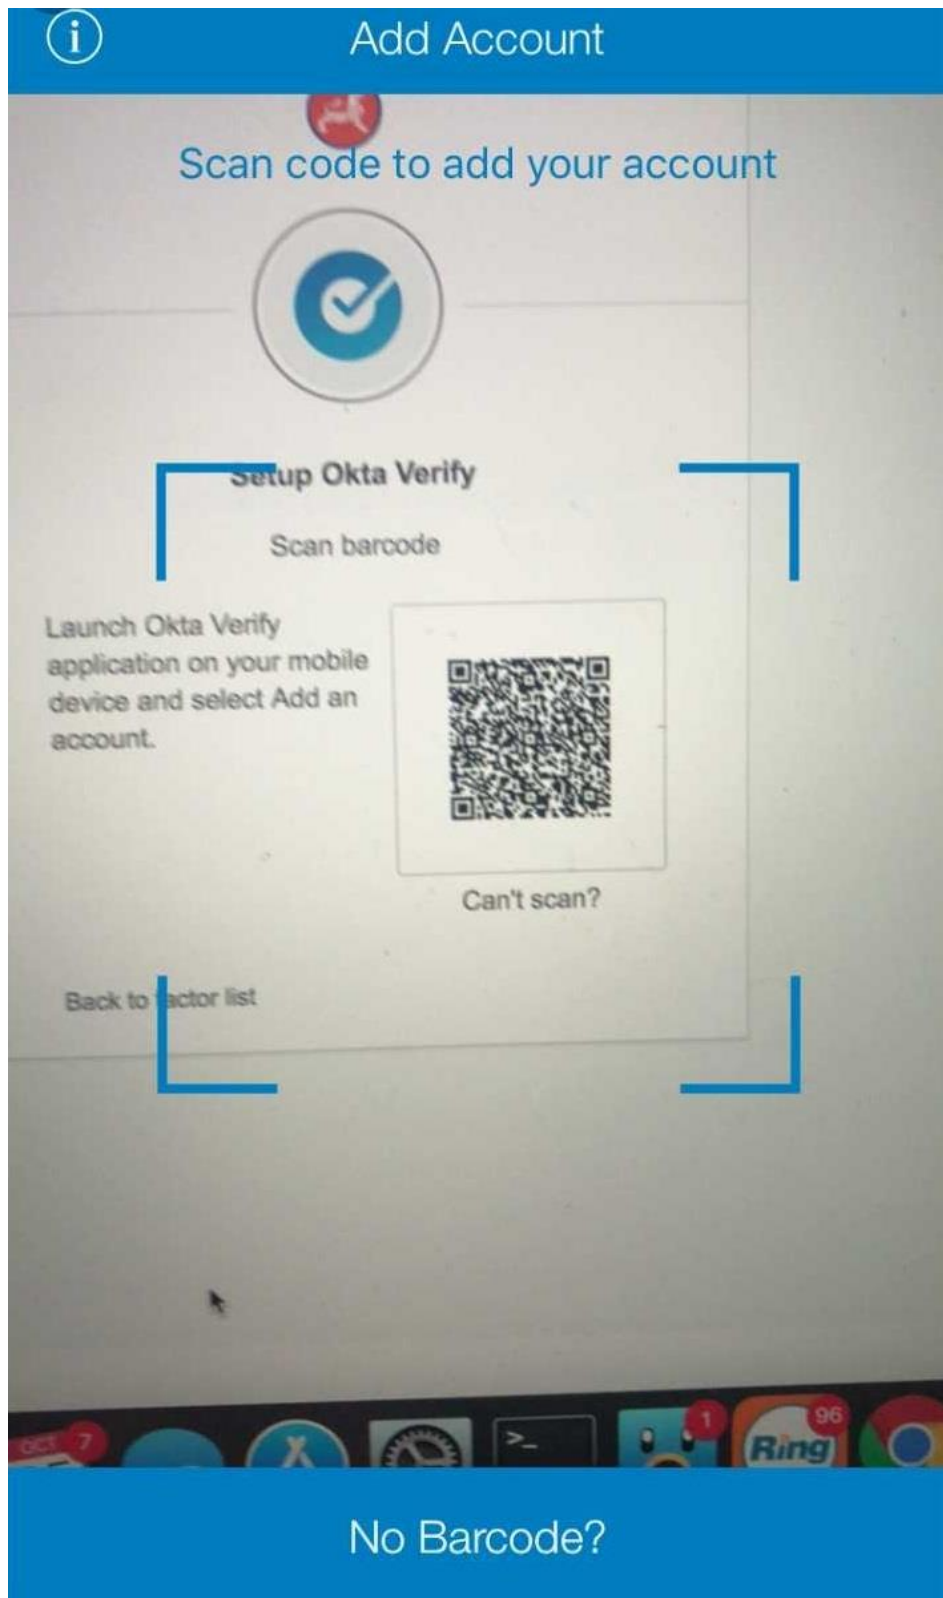 Add Account
Scan code to add your account
Setup Okta Verify
Scan barcode
Launch Okta Verify
application on your mobile
device and select Add an
account.
Can't scan?
Back to factor list
OCT 7
>_
1
96
Ring
No Barcode?